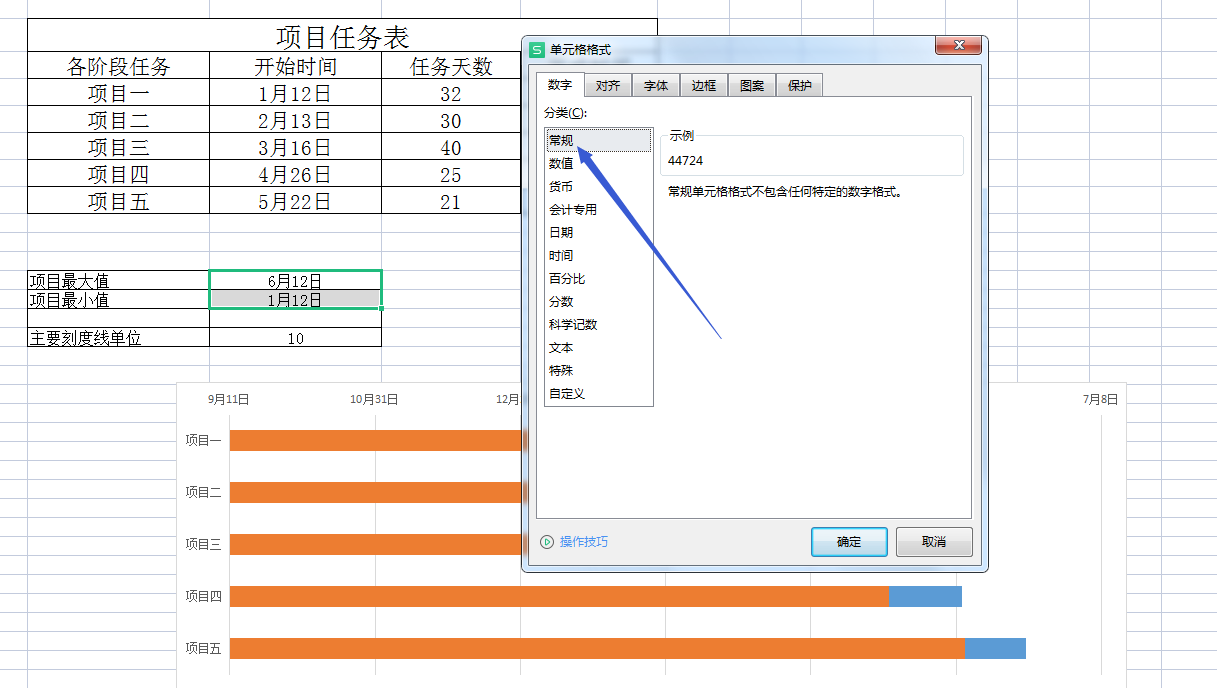 项目任务表
各阶段任务 开始时间 任务天数
项目一 1月12日 32
项目二 2月13日 30
项目三 3月16日 40
项目四 4月26日 25
项目五 5月22日 21
项目最大值 6月12日
项目最小值 1月12日
主要刻度线单位 10
9月11日 10月31日 12月 7月8日
项目一
项目二
项目三
项目四
项目五
S 单元格格式
数字 对齐 字体 边框 图案 保护
分类(C):
常规
数值
货币
会计专用
日期
时间
百分比
分数
科学记数
文本
特殊
自定义
示例
44724
常规单元格格式不包含任何特定的数字格式。
操作技巧
确定 取消